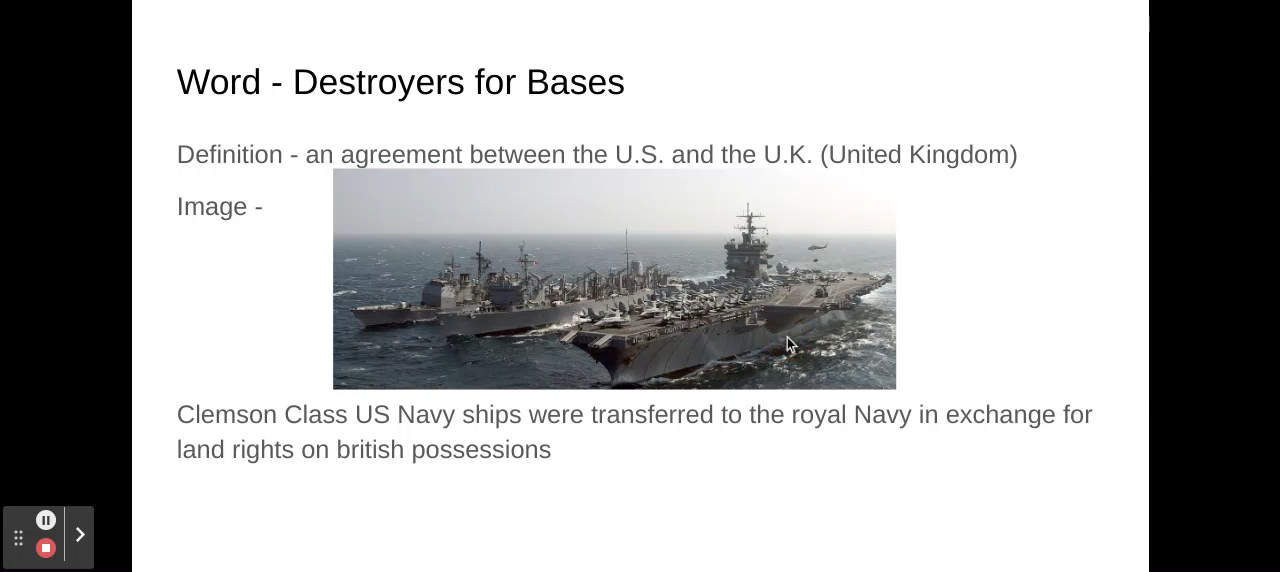 Word - Destroyers for Bases
Definition - an agreement between the U.S. and the U.K. (United Kingdom)
Image -
Clemson Class US Navy ships were transferred to the royal Navy in exchange for
land rights on british possessions